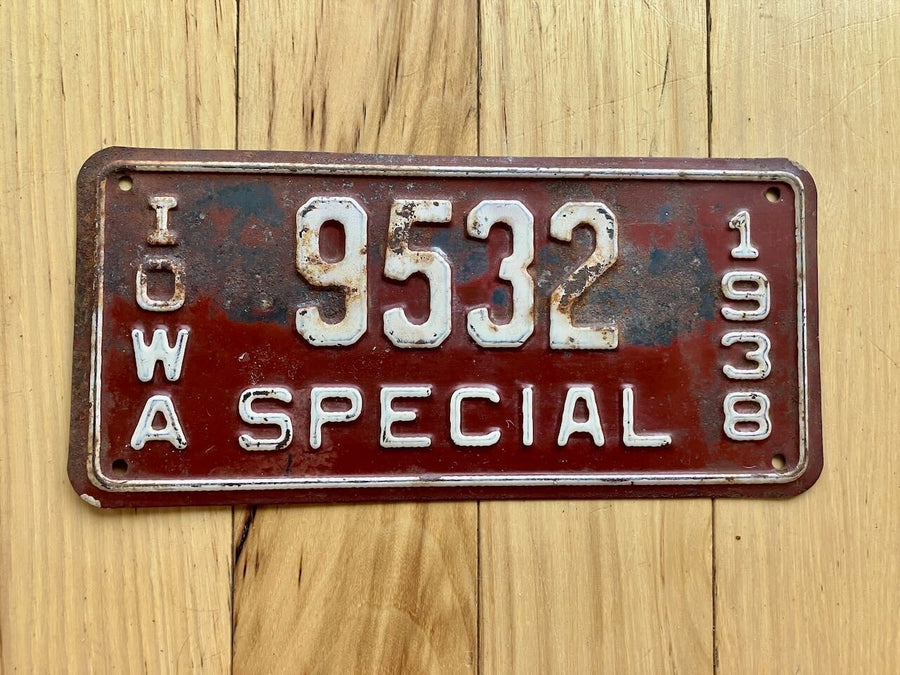 IOWA
9532
1938
SPECIAL